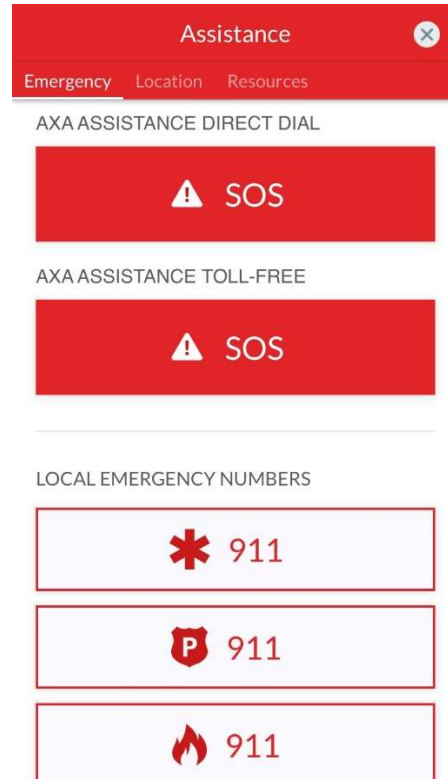 Assistance
Emergency Location Resources
AXA ASSISTANCE DIRECT DIAL
SOS
AXA ASSISTANCE TOLL-FREE
SOS
LOCAL EMERGENCY NUMBERS
911
P 911
911